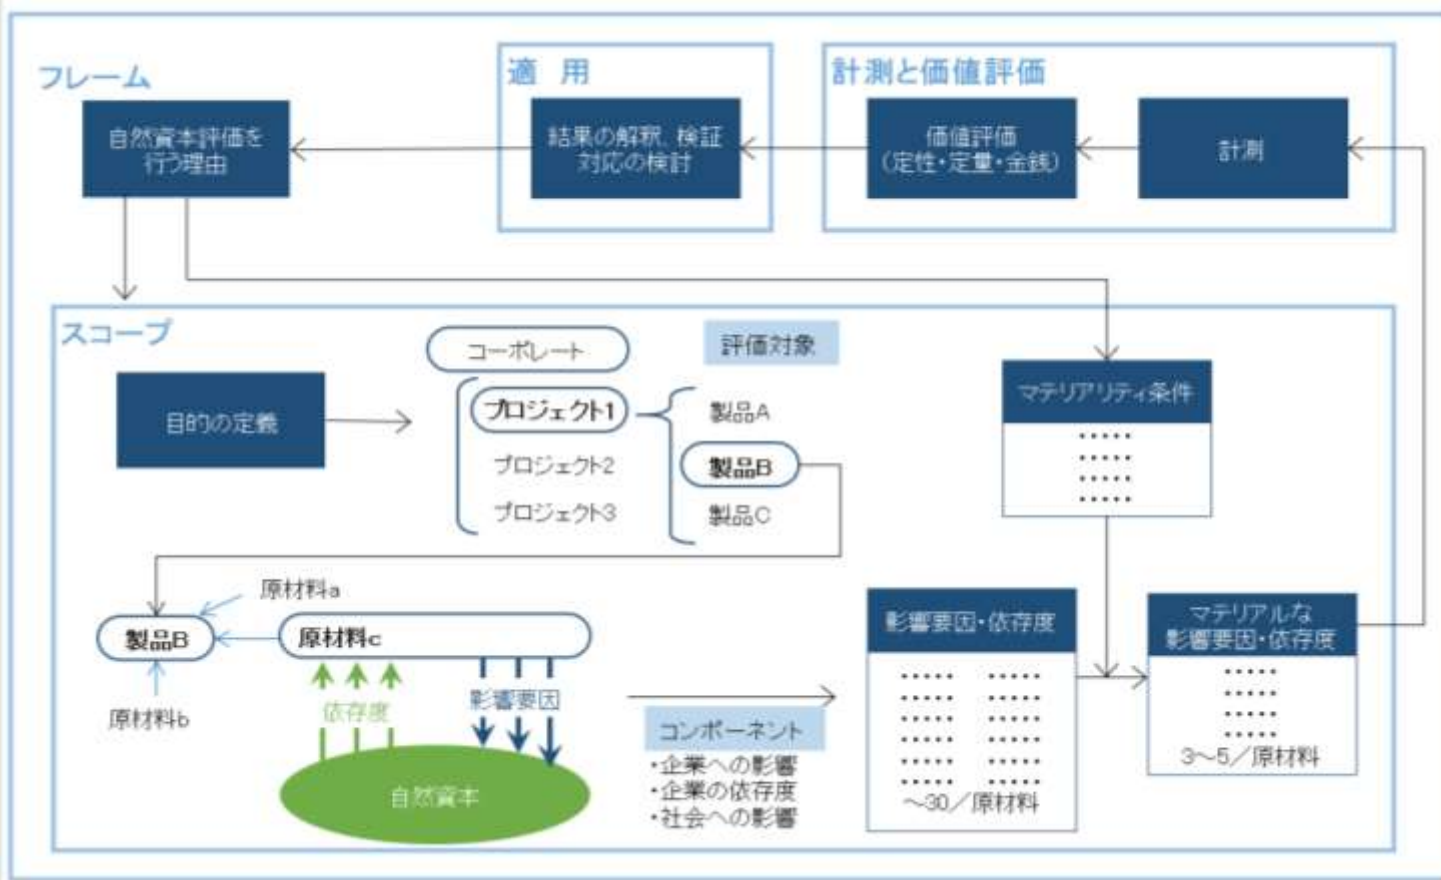 フレーム
自然資本評価を
行う理由
適 用
結果の解釈、検証
対応の検討
計測と価値評価
価値評価
(定性・定量・金銭)
計測
スコープ
目的の定義
コーポレート
プロジェクト1
プロジェクト2
プロジェクト3
評価対象
製品A
製品B
製品C
マテリアリティ条件
•••••
•••••
•••••
•••••
製品B
原材料a
原材料b
原材料c
依存度
影響要因
自然資本
コンポーネント
・企業への影響
・企業の依存度
・社会への影響
影響要因・依存度
••••• •••••
••••• •••••
••••• •••••
••••• •••••
••••• •••••
••••• •••••
～30／原材料
マテリアルな
影響要因・依存度
•••••
•••••
•••••
•••••
3～5／原材料